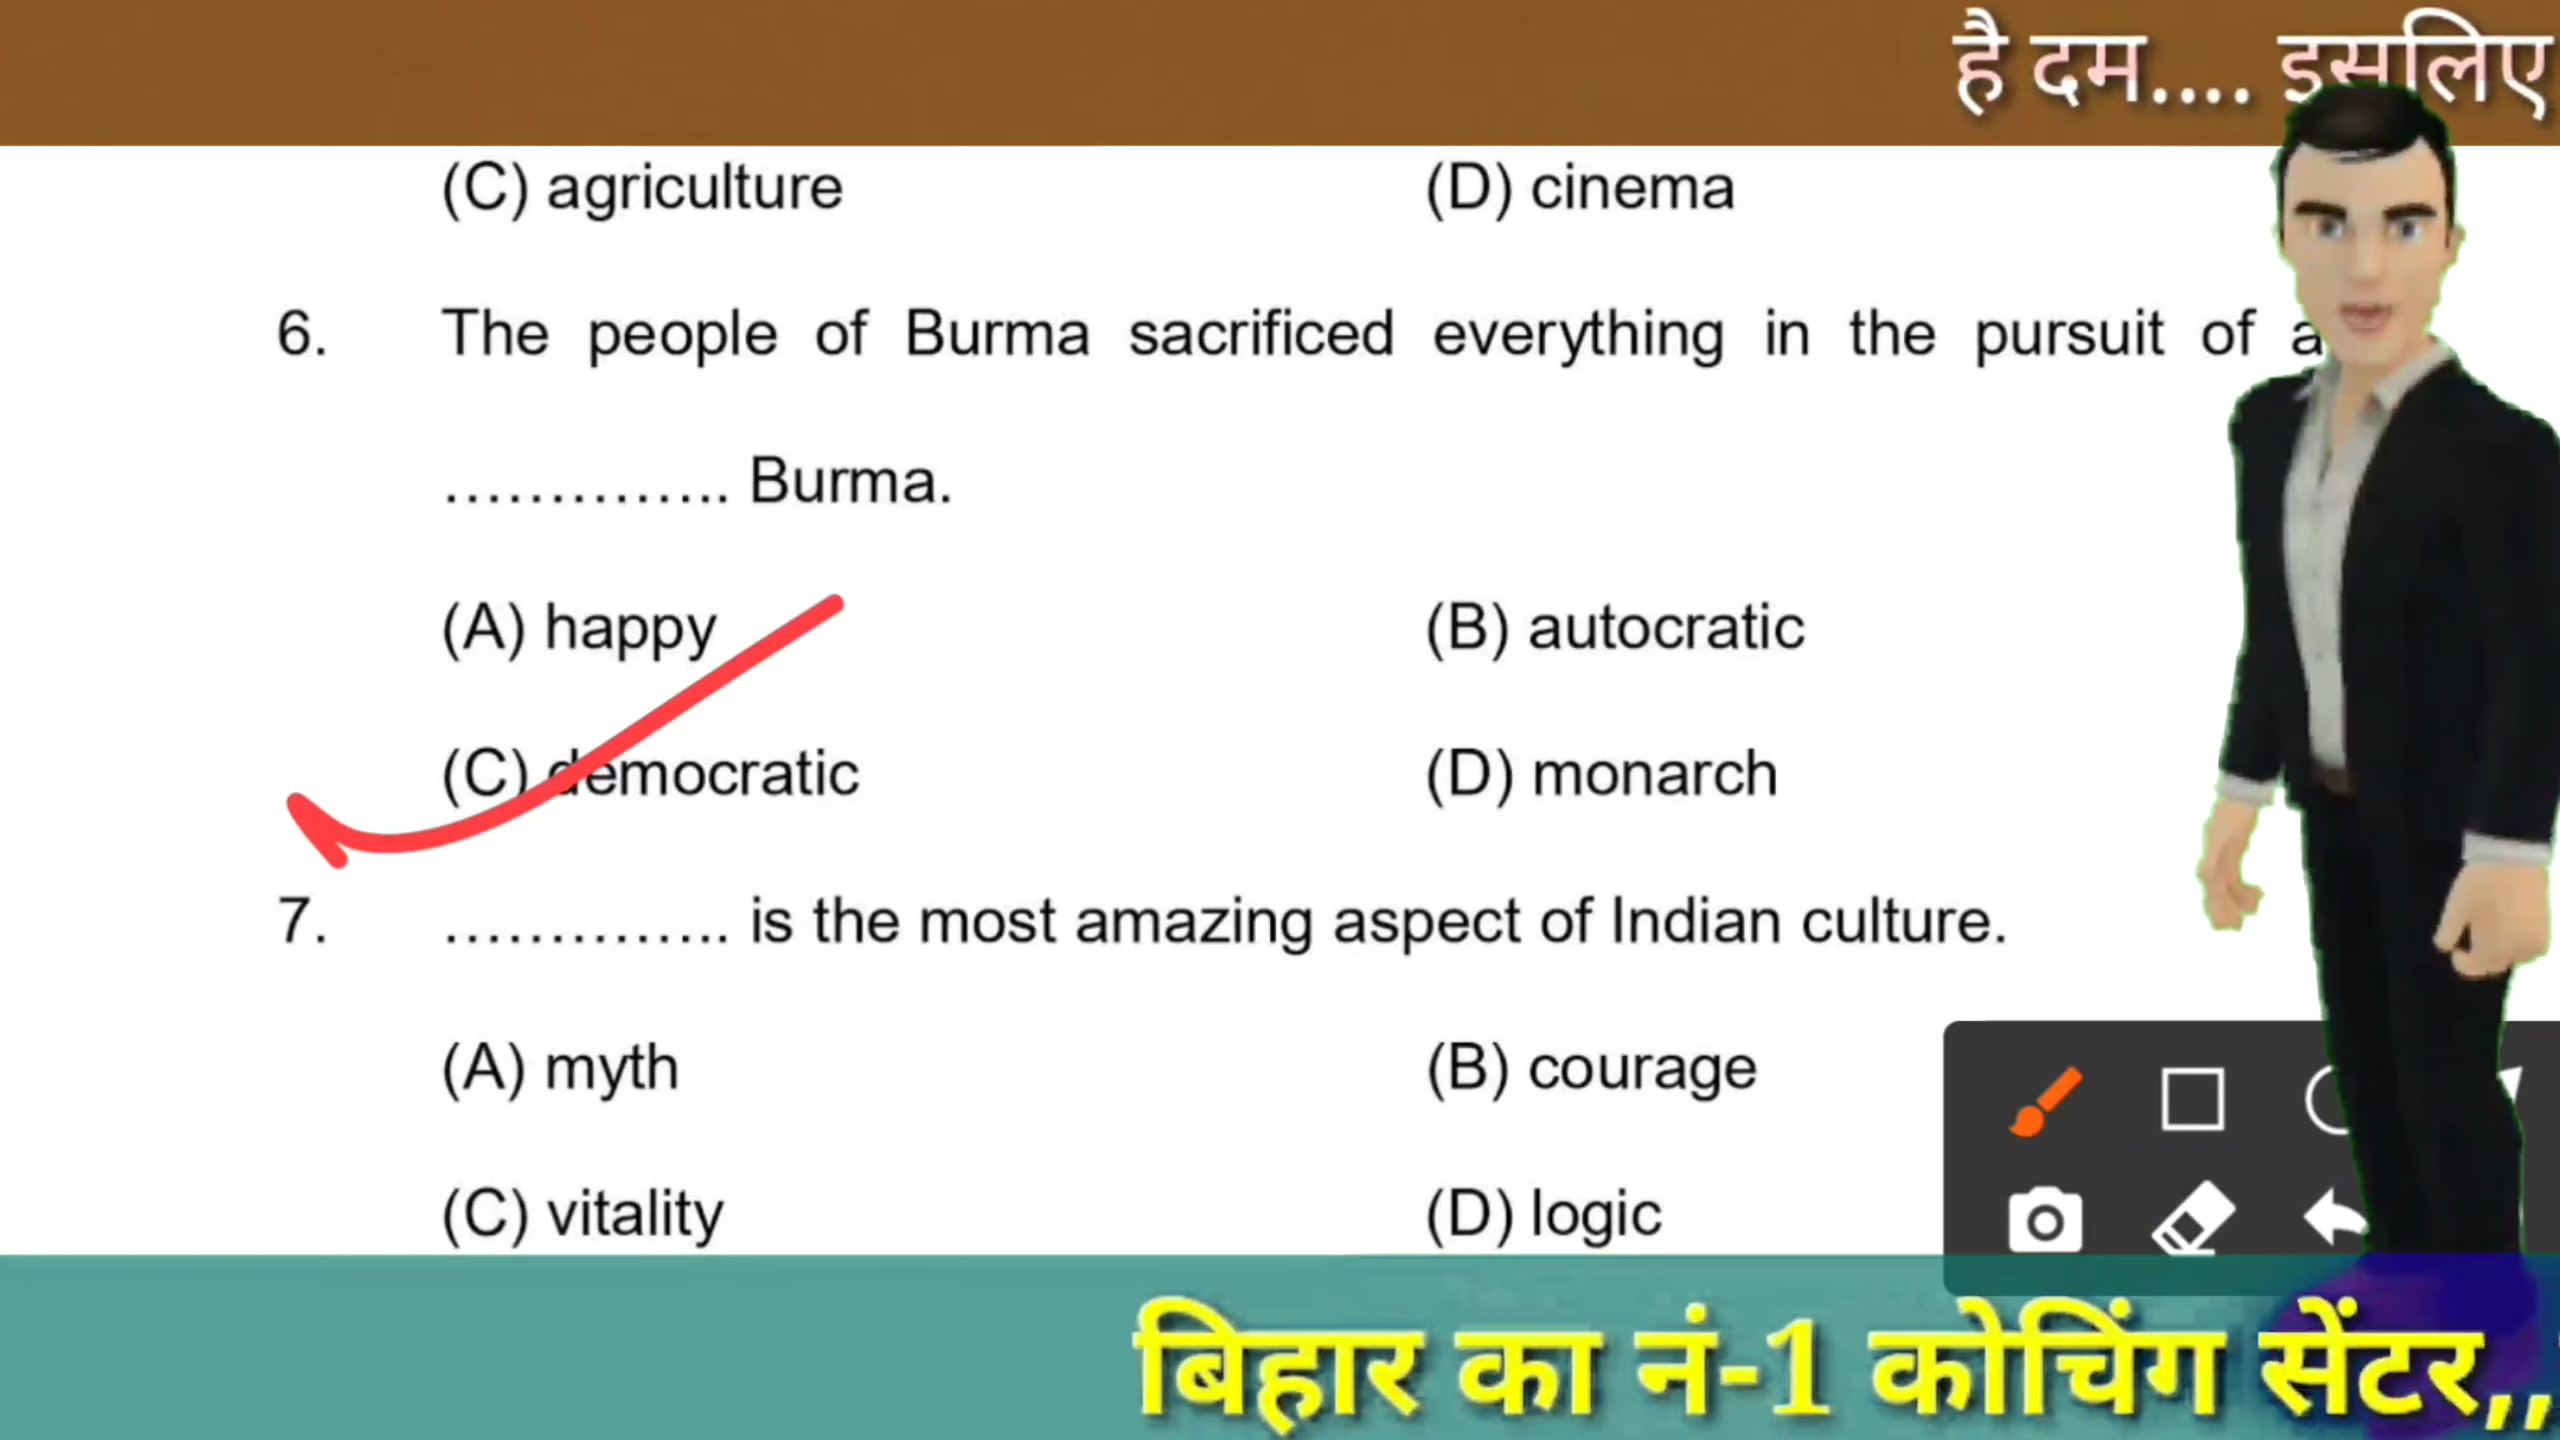 है दम.... इसलिए
(C) agriculture (D) cinema
6. The people of Burma sacrificed everything in the pursuit of a
.............. Burma.
(A) happy (B) autocratic
(C) democratic (D) monarch
7. .............. is the most amazing aspect of Indian culture.
(A) myth (B) courage
(C) vitality (D) logic
बिहार का नं-1 कोचिंग सेंटर,,